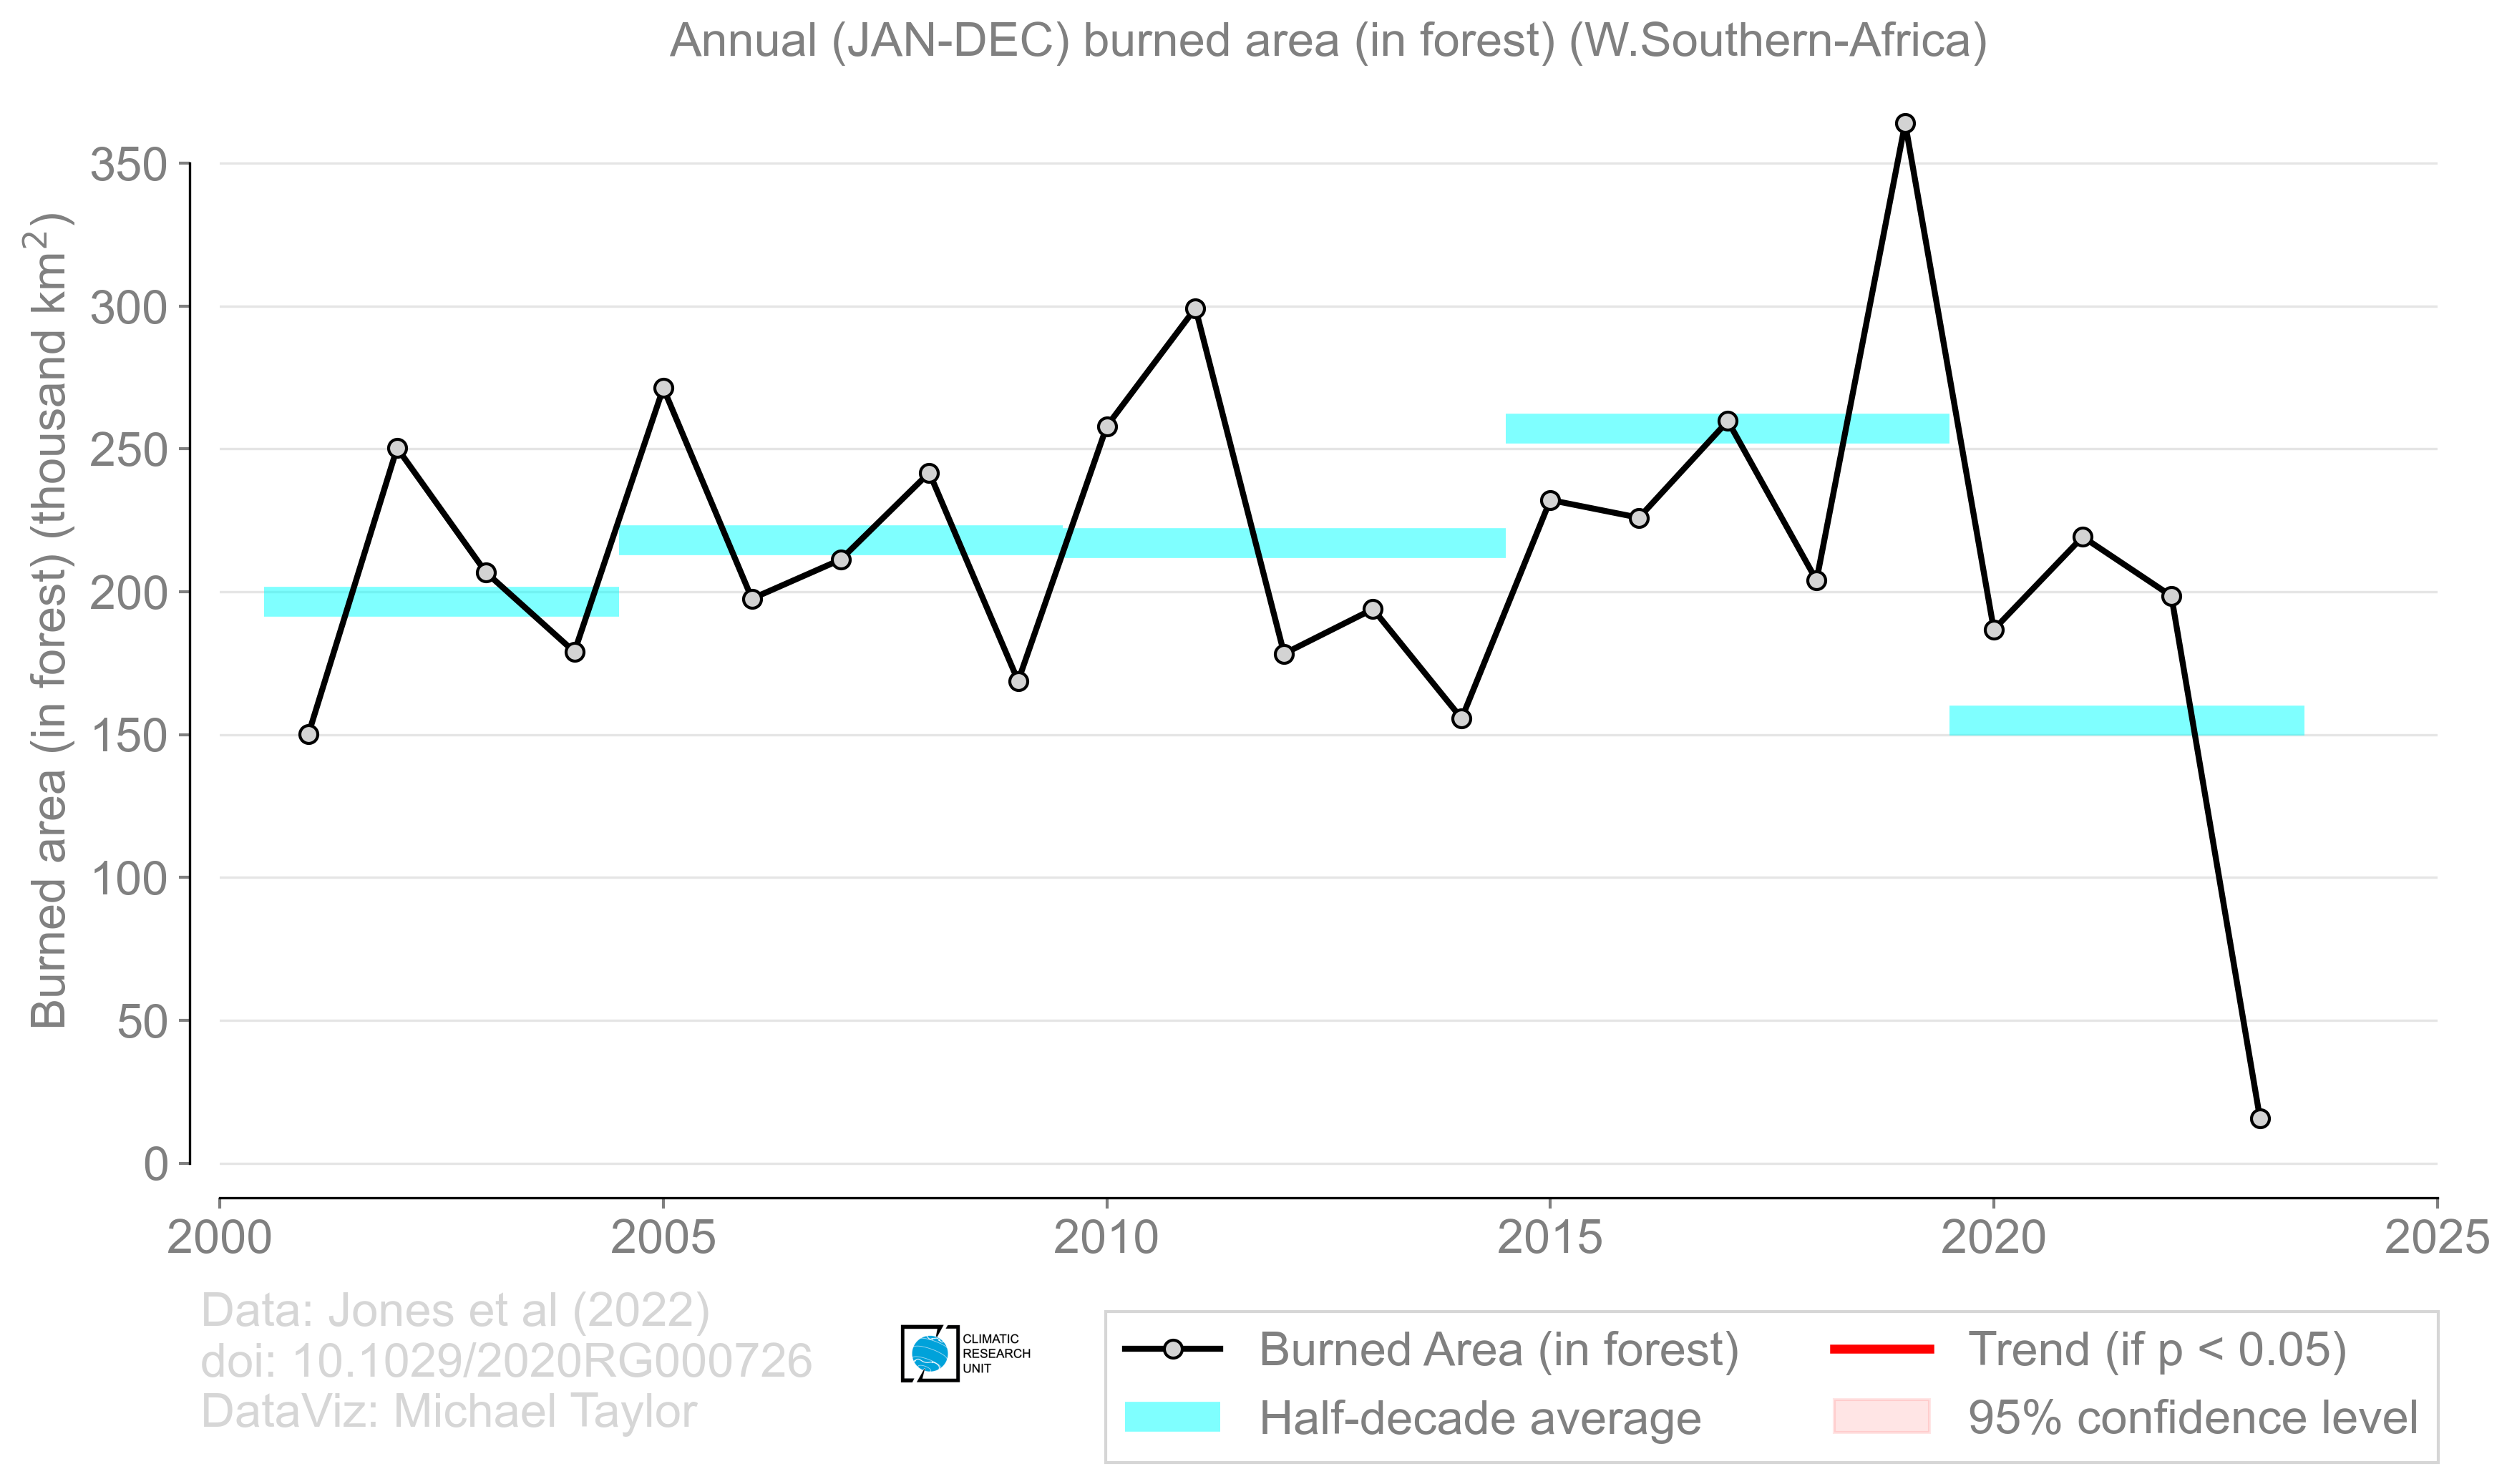 Annual (JAN-DEC) burned area (in forest) (W.Southern-Africa)
Burned area (in forest) (thousand km²)
350
300
250
200
150
100
50
0
2000
2005
2010
2015
2020
2025
Data: Jones et al (2022)
doi: 10.1029/2020RG000726
DataViz: Michael Taylor
CLIMATIC
RESEARCH
UNIT
Burned Area (in forest)
Half-decade average
Trend (if p < 0.05)
95% confidence level